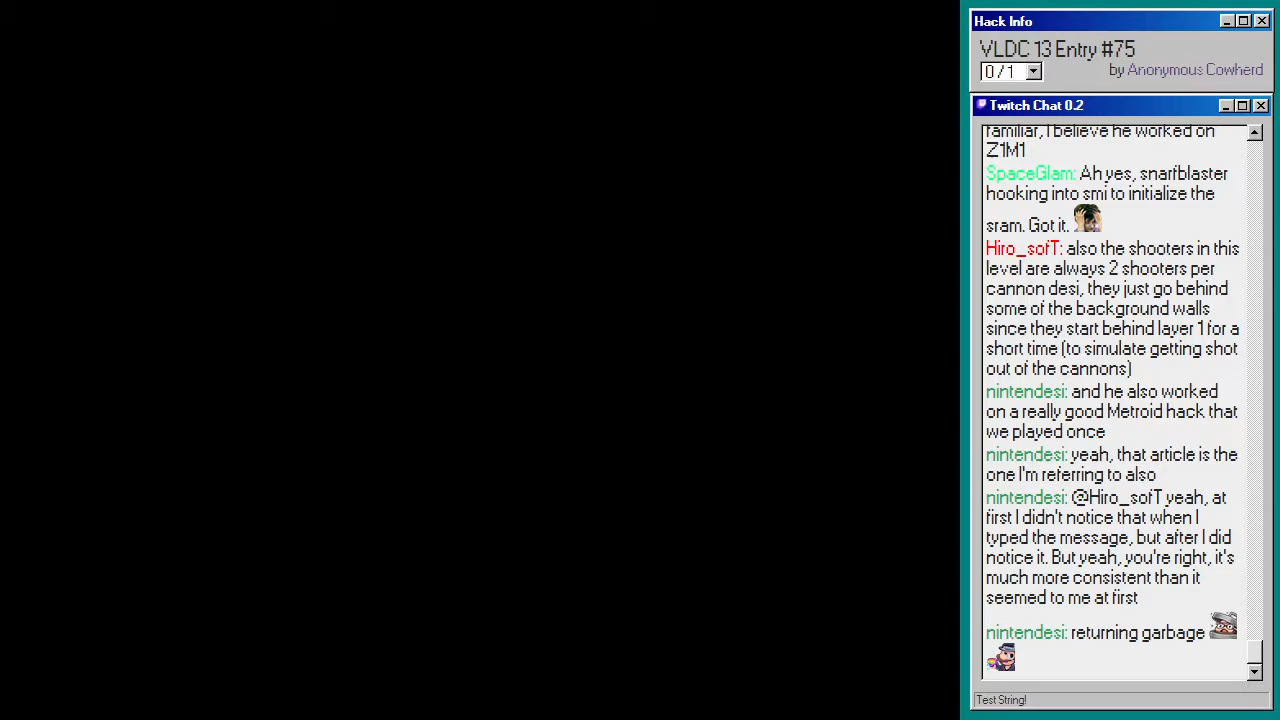 Hack Info
VLDC 13 Entry #75
0/1
by Anonymous Cowherd
Twitch Chat 0.2
familiar, I believe he worked on
Z1M1
SpaceGlam: Ah yes, snarfblaster
hooking into smi to initialize the
sram. Got it.
Hiro_sofT: also the shooters in this
level are always 2 shooters per
cannon desi, they just go behind
some of the background walls
since they start behind layer 1 for a
short time (to simulate getting shot
out of the cannons)
nintendesi: and he also worked
on a really good Metroid hack that
we played once
nintendesi: yeah, that article is the
one I'm referring to also
nintendesi: @Hiro_sofT yeah, at
first I didn't notice that when I
typed the message, but after I did
notice it. But yeah, you're right, it's
much more consistent than it
seemed to me at first
nintendesi: returning garbage
Test String!